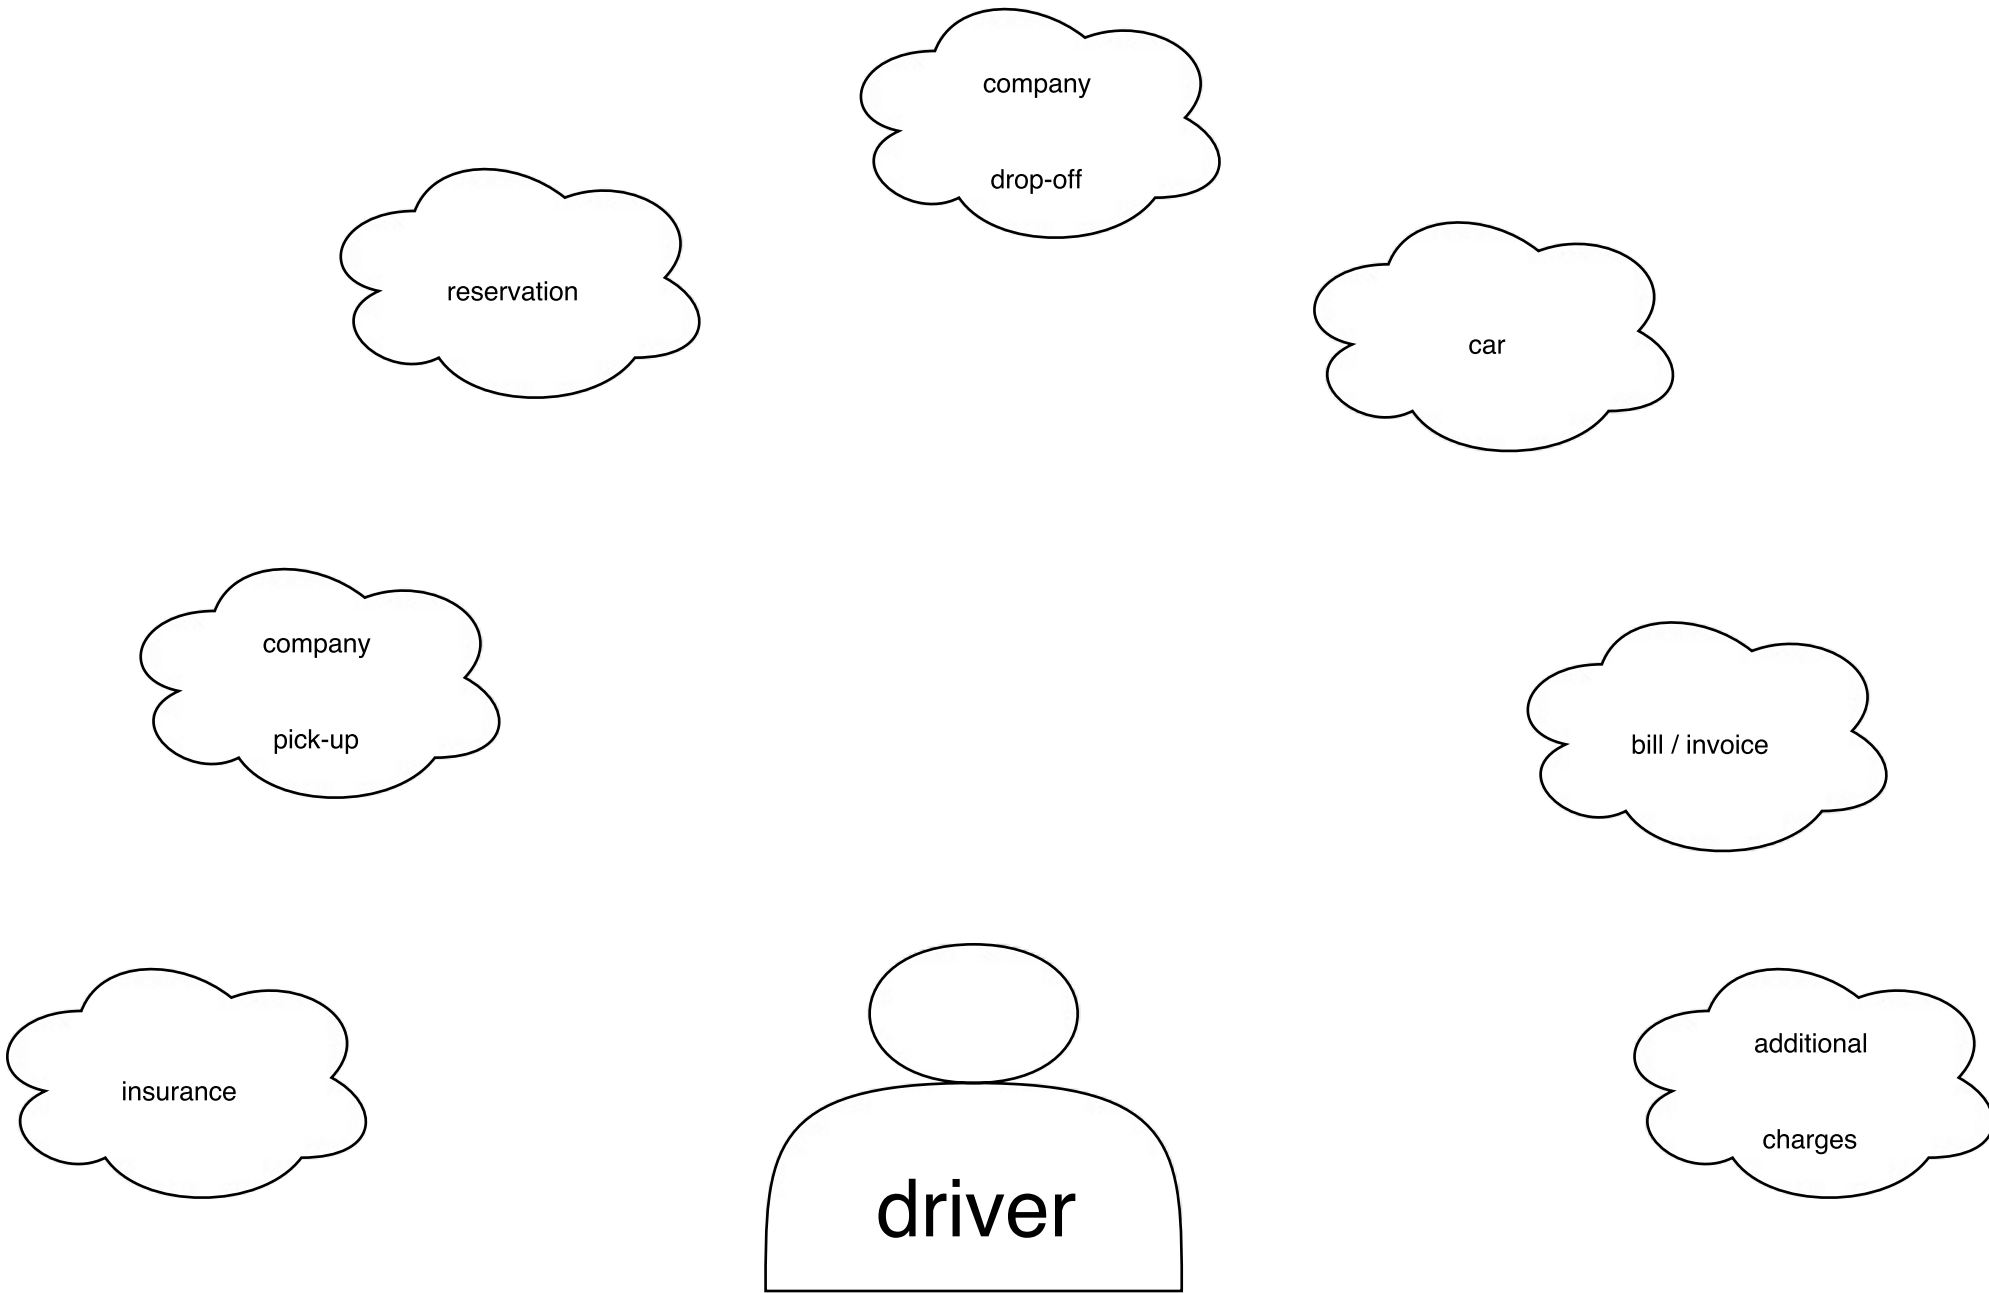 company
drop-off
reservation
car
company
pick-up
bill / invoice
insurance
additional
charges
driver